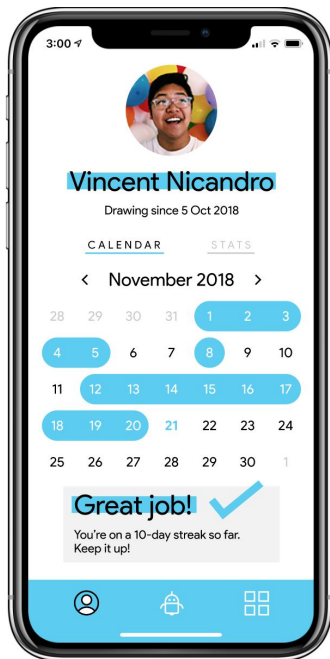 3:00
Vincent Nicandro
Drawing since 5 Oct 2018
CALENDAR STATS
< November 2018 >
28 29 30 31 1 2 3
4 5 6 7 8 9 10
11 12 13 14 15 16 17
18 19 20 21 22 23 24
25 26 27 28 29 30 1
Great job!
You're on a 10-day streak so far.
Keep it up!